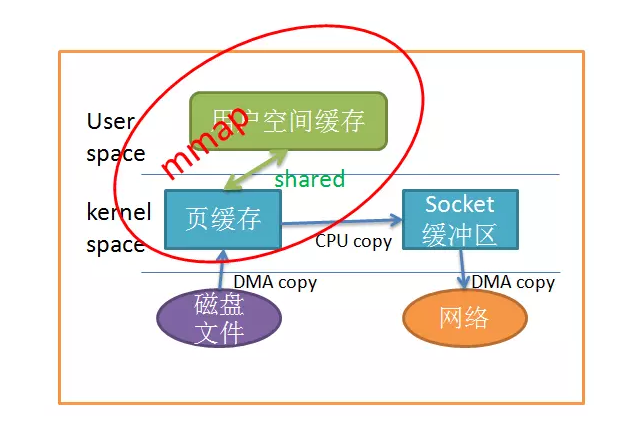 用户空间缓存
mmap
User
space
shared
kernel
space
页缓存
CPU copy
Socket
缓冲区
DMA copy
DMA copy
磁盘
文件
网络